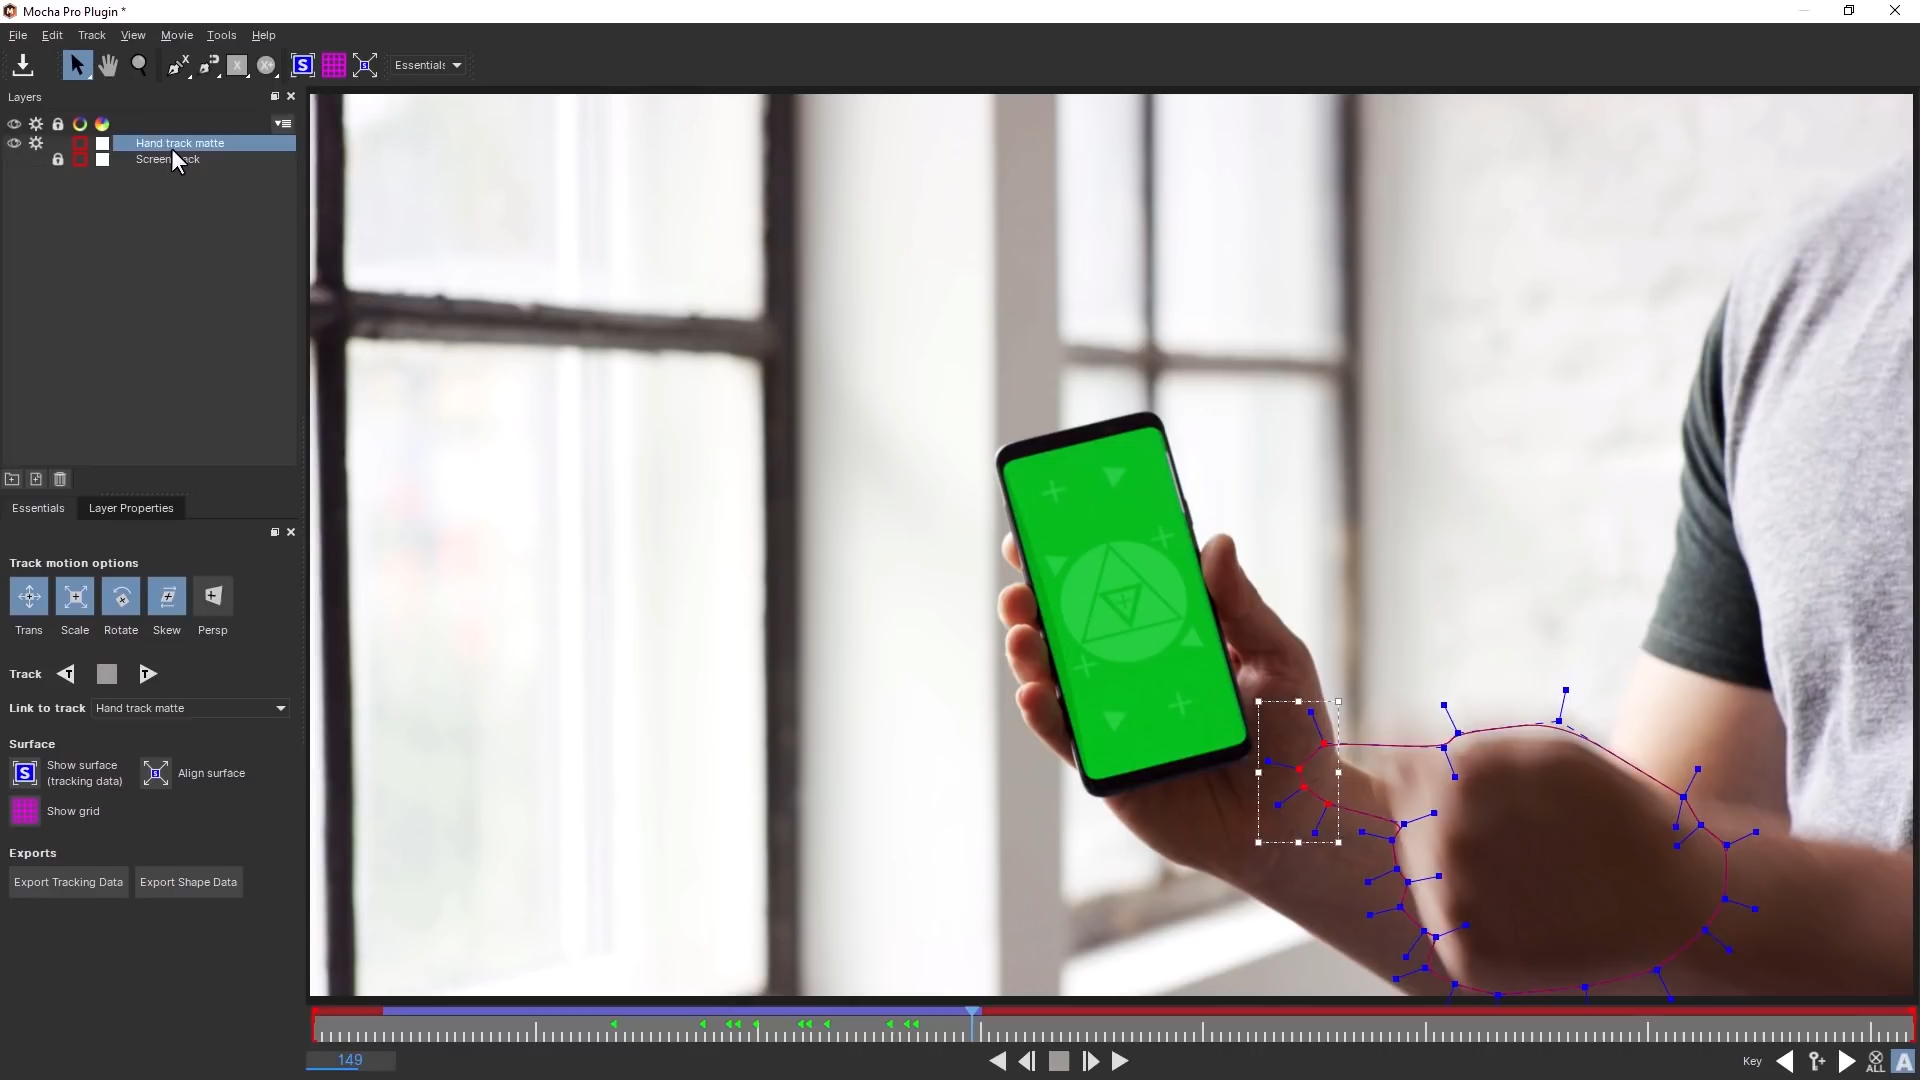 Mocha Pro Plugin *
File Edit Track View Movie Tools Help
Essentials
Layers
Hand track matte
Essentials Layer Properties
Track motion options
Trans Scale Rotate Skew Persp
Track
Link to track Hand track matte
Surface
Show surface
(tracking data)
Align surface
Show grid
Exports
Export Tracking Data Export Shape Data
149
Key
ALL
A